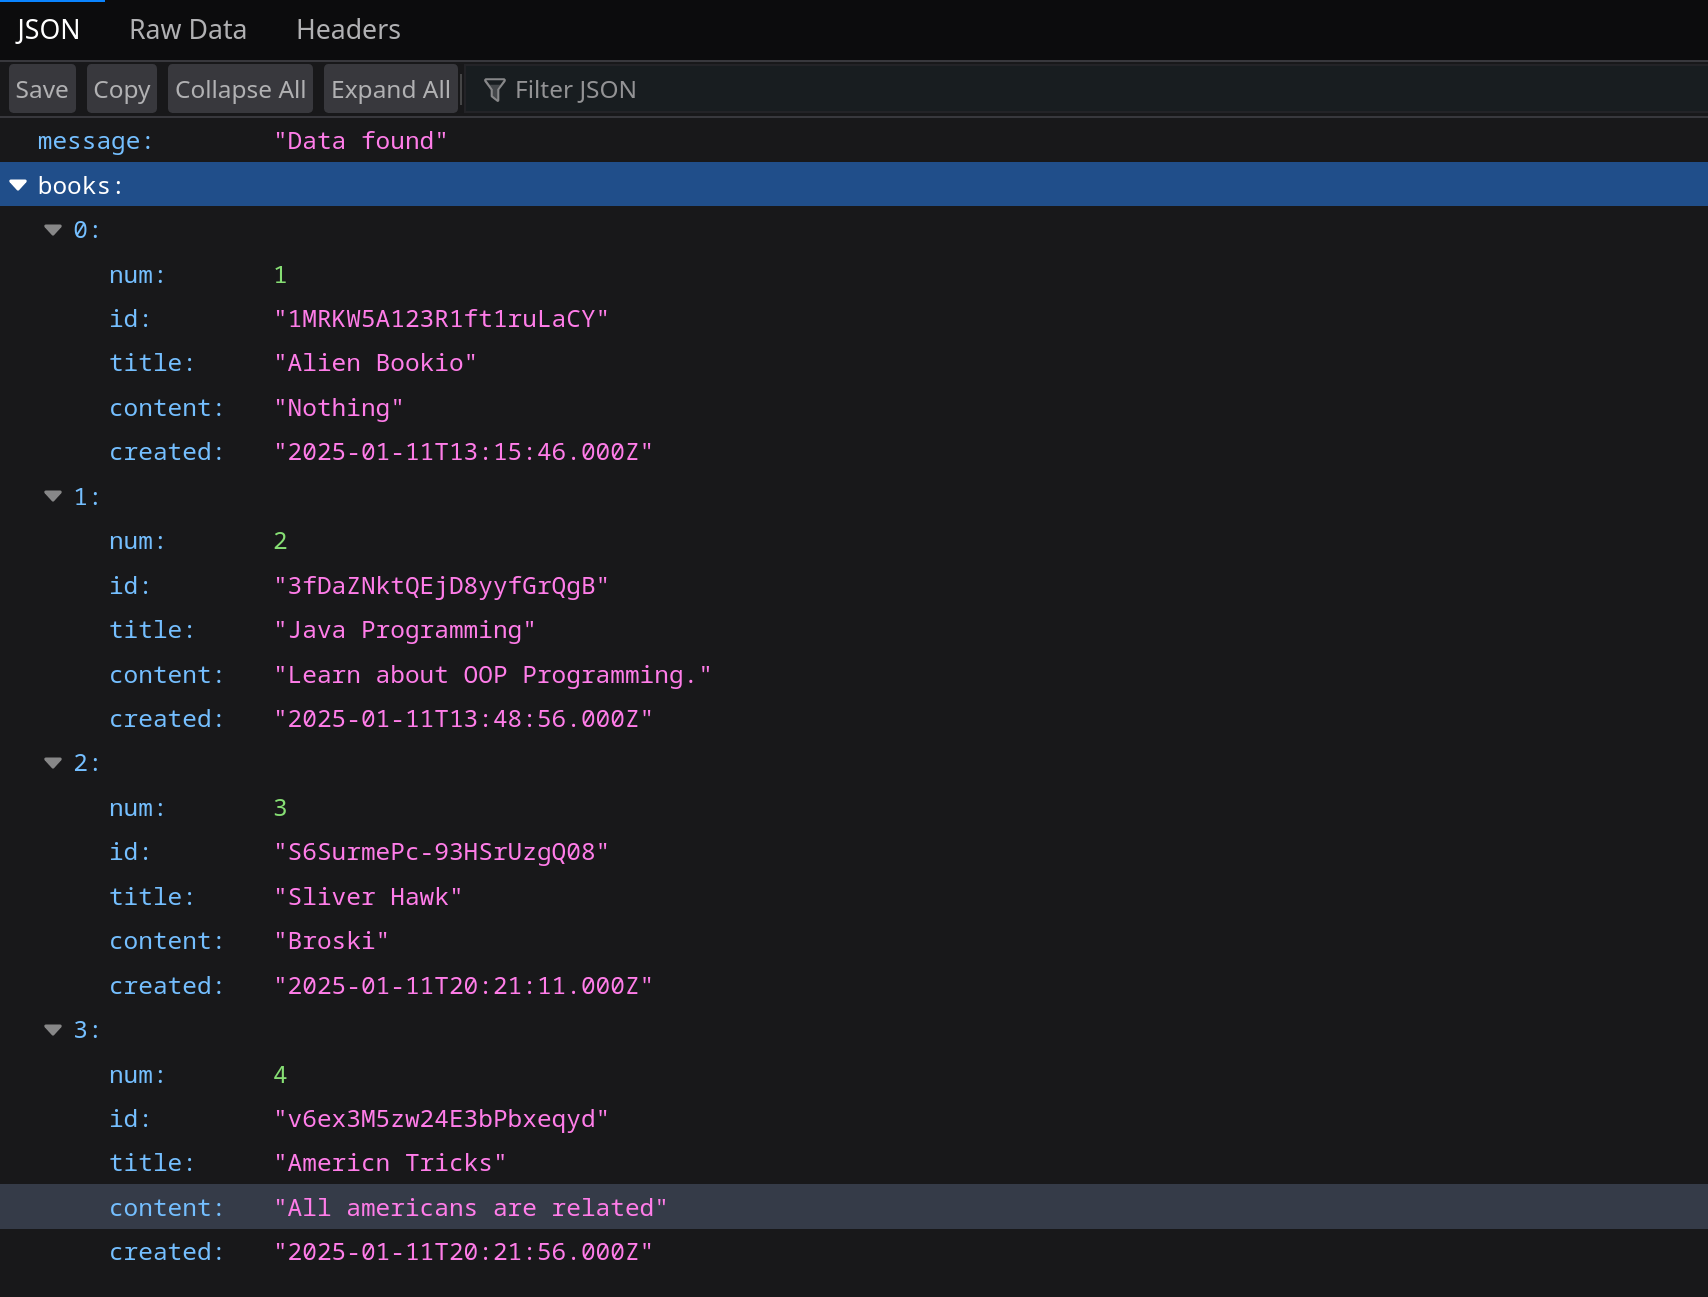 JSON Raw Data Headers
Save Copy Collapse All Expand All Filter JSON
message: "Data found"
books:
0:
num: 1
id: "1MRKW5A123R1ft1ruLaCY"
title: "Alien Bookio"
content: "Nothing"
created: "2025-01-11T13:15:46.000Z"
1:
num: 2
id: "3fDaZNktQEjD8yyfGrQgB"
title: "Java Programming"
content: "Learn about OOP Programming."
created: "2025-01-11T13:48:56.000Z"
2:
num: 3
id: "S6SurmePc-93HSrUzgQ08"
title: "Sliver Hawk"
content: "Broski"
created: "2025-01-11T20:21:11.000Z"
3:
num: 4
id: "v6ex3M5zw24E3bPbxeqyd"
title: "Americn Tricks"
content: "All americans are related"
created: "2025-01-11T20:21:56.000Z"